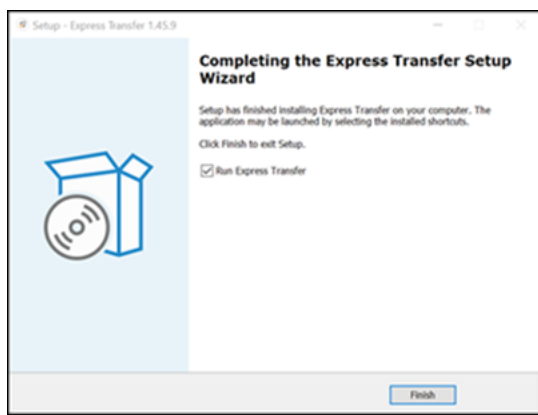 Setup - Express Transfer 1.45.9
Completing the Express Transfer Setup
Wizard
Setup has finished installing Express Transfer on your computer. The
application may be launched by selecting the installed shortcuts.
Click Finish to exit Setup.
Run Express Transfer
Finish